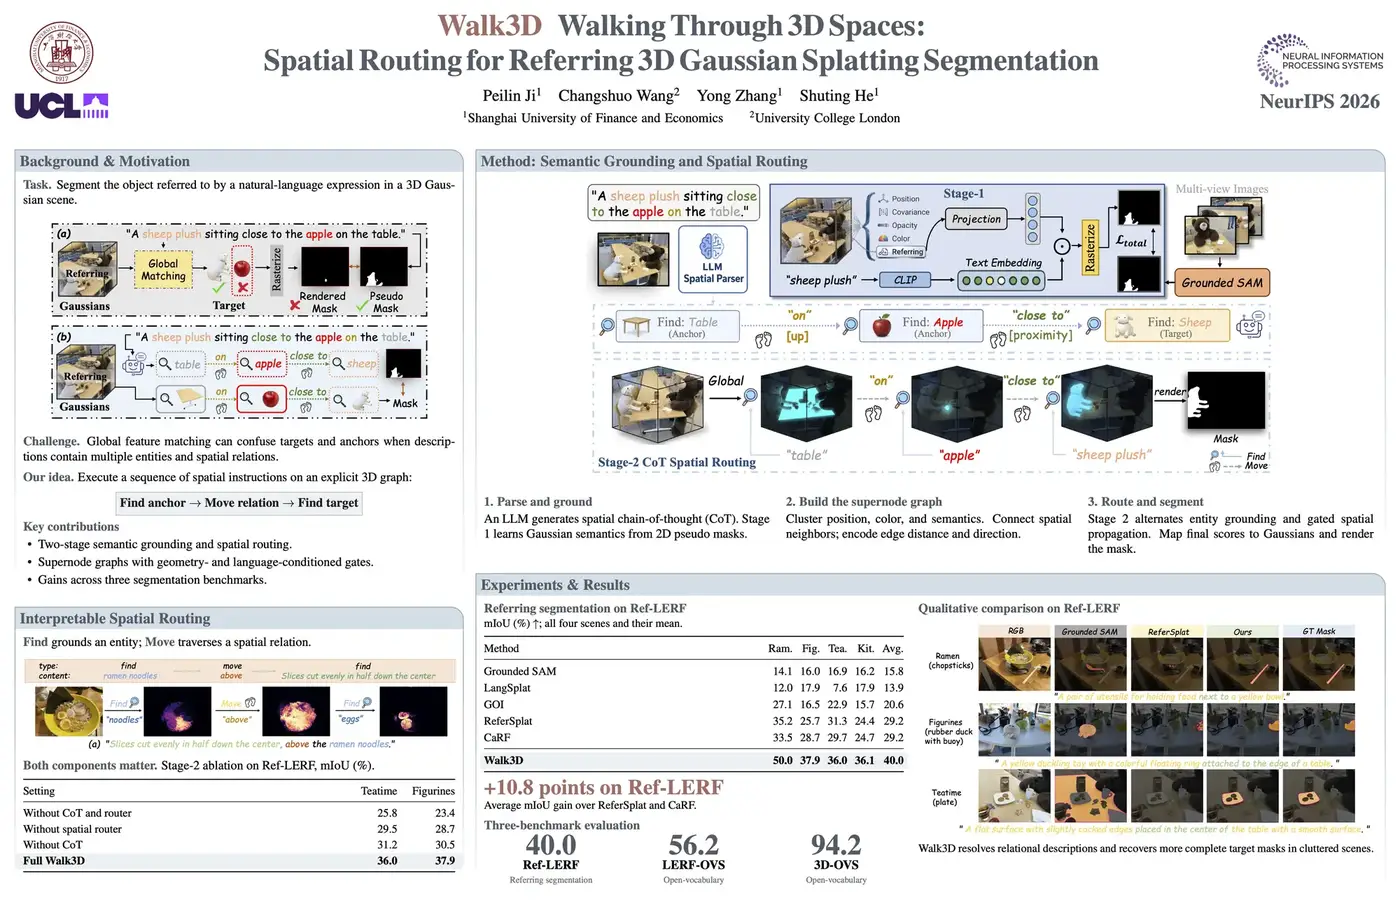 Walk3D Walking Through 3D Spaces:
Spatial Routing for Referring 3D Gaussian Splatting Segmentation
Peilin Ji1 Changshuo Wang2 Yong Zhang1 Shuting He1
1Shanghai University of Finance and Economics 2University College London
UCL
NEURAL INFORMATION
PROCESSING SYSTEMS
NeurIPS 2026
Background & Motivation
Task. Segment the object referred to by a natural-language expression in a 3D Gaus-
sian scene.
(a) "A sheep plush sitting close to the apple on the table."
Referring
Gaussians
Global
Matching
Target
Rasterize
Rendered
Mask
Pseudo
Mask
(b) "A sheep plush sitting close to the apple on the table."
Referring
Gaussians
table
on
apple
close to
sheep
on
close to
Mask
Challenge. Global feature matching can confuse targets and anchors when descrip-
tions contain multiple entities and spatial relations.
Our idea. Execute a sequence of spatial instructions on an explicit 3D graph:
Find anchor → Move relation → Find target
Key contributions
• Two-stage semantic grounding and spatial routing.
• Supernode graphs with geometry- and language-conditioned gates.
• Gains across three segmentation benchmarks.
Interpretable Spatial Routing
Find grounds an entity; Move traverses a spatial relation.
type: find move find
content: ramen noodles above Slices cut evenly in half down the center
Find
"noodles"
Move
"above"
Find
"eggs"
(a) "Slices cut evenly in half down the center, above the ramen noodles."
Both components matter. Stage-2 ablation on Ref-LERF, mIoU (%).
Setting Teatime Figurines
Without CoT and router 25.8 23.4
Without spatial router 29.5 28.7
Without CoT 31.2 30.5
Full Walk3D 36.0 37.9
Method: Semantic Grounding and Spatial Routing
"A sheep plush sitting close
to the apple on the table."
LLM
Spatial Parser
Stage-1
Position
Covariance
Opacity
Color
Referring
Projection
"sheep plush"
CLIP
Text Embedding
Rasterize
Ltotal
Multi-view Images
Grounded SAM
Find: Table
(Anchor)
"on"
[up]
Find: Apple
(Anchor)
"close to"
[proximity]
Find: Sheep
(Target)
Global
"on"
"close to"
render
Mask
"table"
"apple"
"sheep plush"
Find
Move
Stage-2 CoT Spatial Routing
1. Parse and ground
An LLM generates spatial chain-of-thought (CoT). Stage
1 learns Gaussian semantics from 2D pseudo masks.
2. Build the supernode graph
Cluster position, color, and semantics. Connect spatial
neighbors; encode edge distance and direction.
3. Route and segment
Stage 2 alternates entity grounding and gated spatial
propagation. Map final scores to Gaussians and render
the mask.
Experiments & Results
Referring segmentation on Ref-LERF
mIoU (%) ↑; all four scenes and their mean.
Method Ram. Fig. Tea. Kit. Avg.
Grounded SAM 14.1 16.0 16.9 16.2 15.8
LangSplat 12.0 17.9 7.6 17.9 13.9
GOI 27.1 16.5 22.9 15.7 20.6
ReferSplat 35.2 25.7 31.3 24.4 29.2
CaRF 33.5 28.7 29.7 24.7 29.2
Walk3D 50.0 37.9 36.0 36.1 40.0
+10.8 points on Ref-LERF
Average mIoU gain over ReferSplat and CaRF.
Three-benchmark evaluation
40.0 56.2 94.2
Ref-LERF LERF-OVS 3D-OVS
Referring segmentation Open-vocabulary Open-vocabulary
Qualitative comparison on Ref-LERF
RGB Grounded SAM ReferSplat Ours GT Mask
Ramen
(chopsticks)
"A pair of utensils for holding food next to a yellow bowl."
Figurines
(rubber duck
with buoy)
"A yellow duckling toy with a colorful floating ring attached to the edge of a table."
Teatime
(plate)
"A flat surface with slightly cocked edges placed in the center of the table with a smooth surface."
Walk3D resolves relational descriptions and recovers more complete target masks in cluttered scenes.